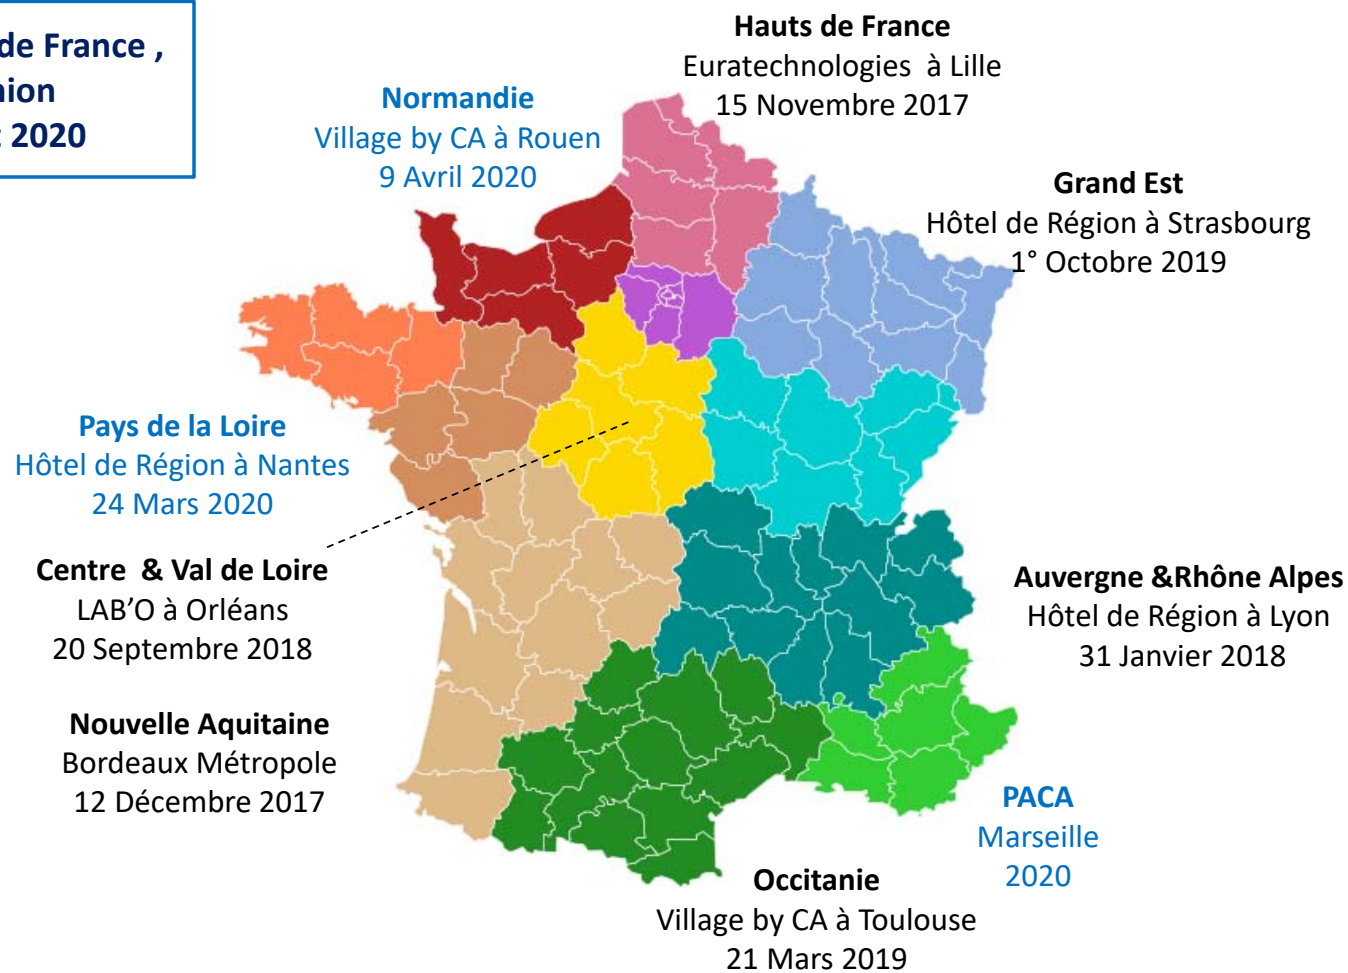 de France ,
2020
Hauts de France
Euratechnologies à Lille
15 Novembre 2017
Normandie
Village by CA à Rouen
9 Avril 2020
Grand Est
Hôtel de Région à Strasbourg
1° Octobre 2019
Pays de la Loire
Hôtel de Région à Nantes
24 Mars 2020
Centre & Val de Loire
LAB’O à Orléans
20 Septembre 2018
Auvergne &Rhône Alpes
Hôtel de Région à Lyon
31 Janvier 2018
Nouvelle Aquitaine
Bordeaux Métropole
12 Décembre 2017
PACA
Marseille
2020
Occitanie
Village by CA à Toulouse
21 Mars 2019